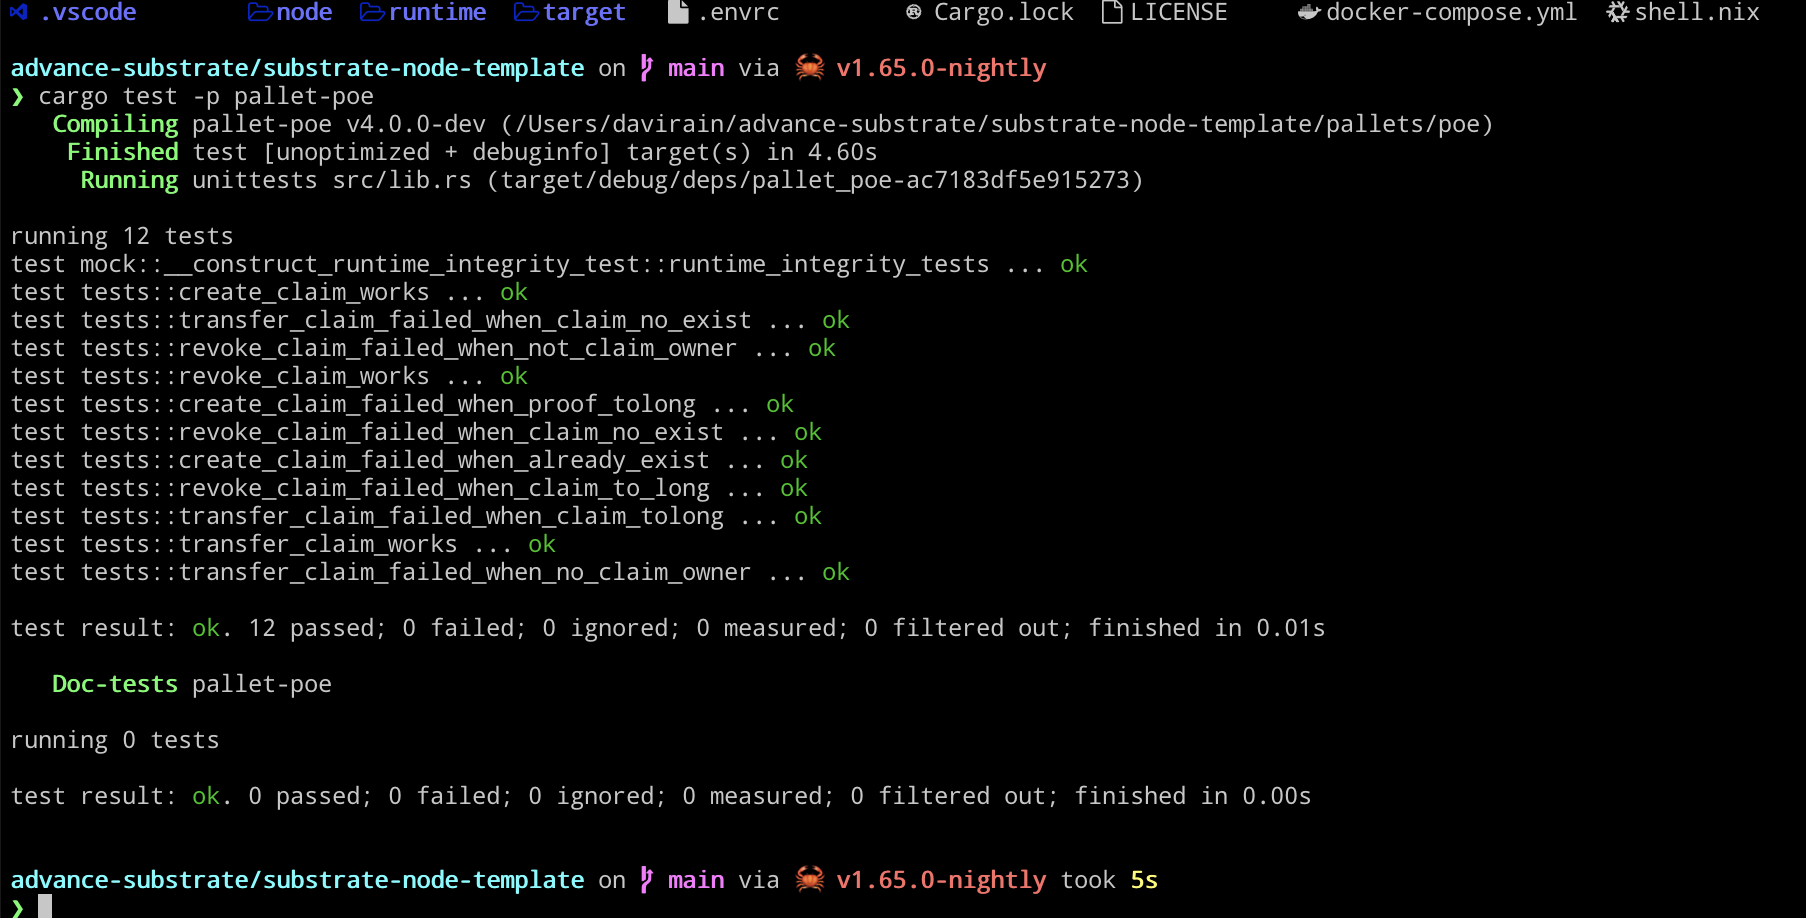 .vscode node runtime target .envrc Cargo.lock LICENSE docker-compose.yml shell.nix
advance-substrate/substrate-node-template on main via 🦀 v1.65.0-nightly
❯ cargo test -p pallet-poe
Compiling pallet-poe v4.0.0-dev (/Users/davirain/advance-substrate/substrate-node-template/pallets/poe)
Finished test [unoptimized + debuginfo] target(s) in 4.60s
Running unittests src/lib.rs (target/debug/deps/pallet_poe-ac7183df5e915273)
running 12 tests
test mock::__construct_runtime_integrity_test::runtime_integrity_tests ... ok
test tests::create_claim_works ... ok
test tests::transfer_claim_failed_when_claim_no_exist ... ok
test tests::revoke_claim_failed_when_not_claim_owner ... ok
test tests::revoke_claim_works ... ok
test tests::create_claim_failed_when_proof_tolong ... ok
test tests::revoke_claim_failed_when_claim_no_exist ... ok
test tests::create_claim_failed_when_already_exist ... ok
test tests::revoke_claim_failed_when_claim_to_long ... ok
test tests::transfer_claim_failed_when_claim_tolong ... ok
test tests::transfer_claim_works ... ok
test tests::transfer_claim_failed_when_no_claim_owner ... ok
test result: ok. 12 passed; 0 failed; 0 ignored; 0 measured; 0 filtered out; finished in 0.01s
Doc-tests pallet-poe
running 0 tests
test result: ok. 0 passed; 0 failed; 0 ignored; 0 measured; 0 filtered out; finished in 0.00s
advance-substrate/substrate-node-template on main via 🦀 v1.65.0-nightly took 5s
❯